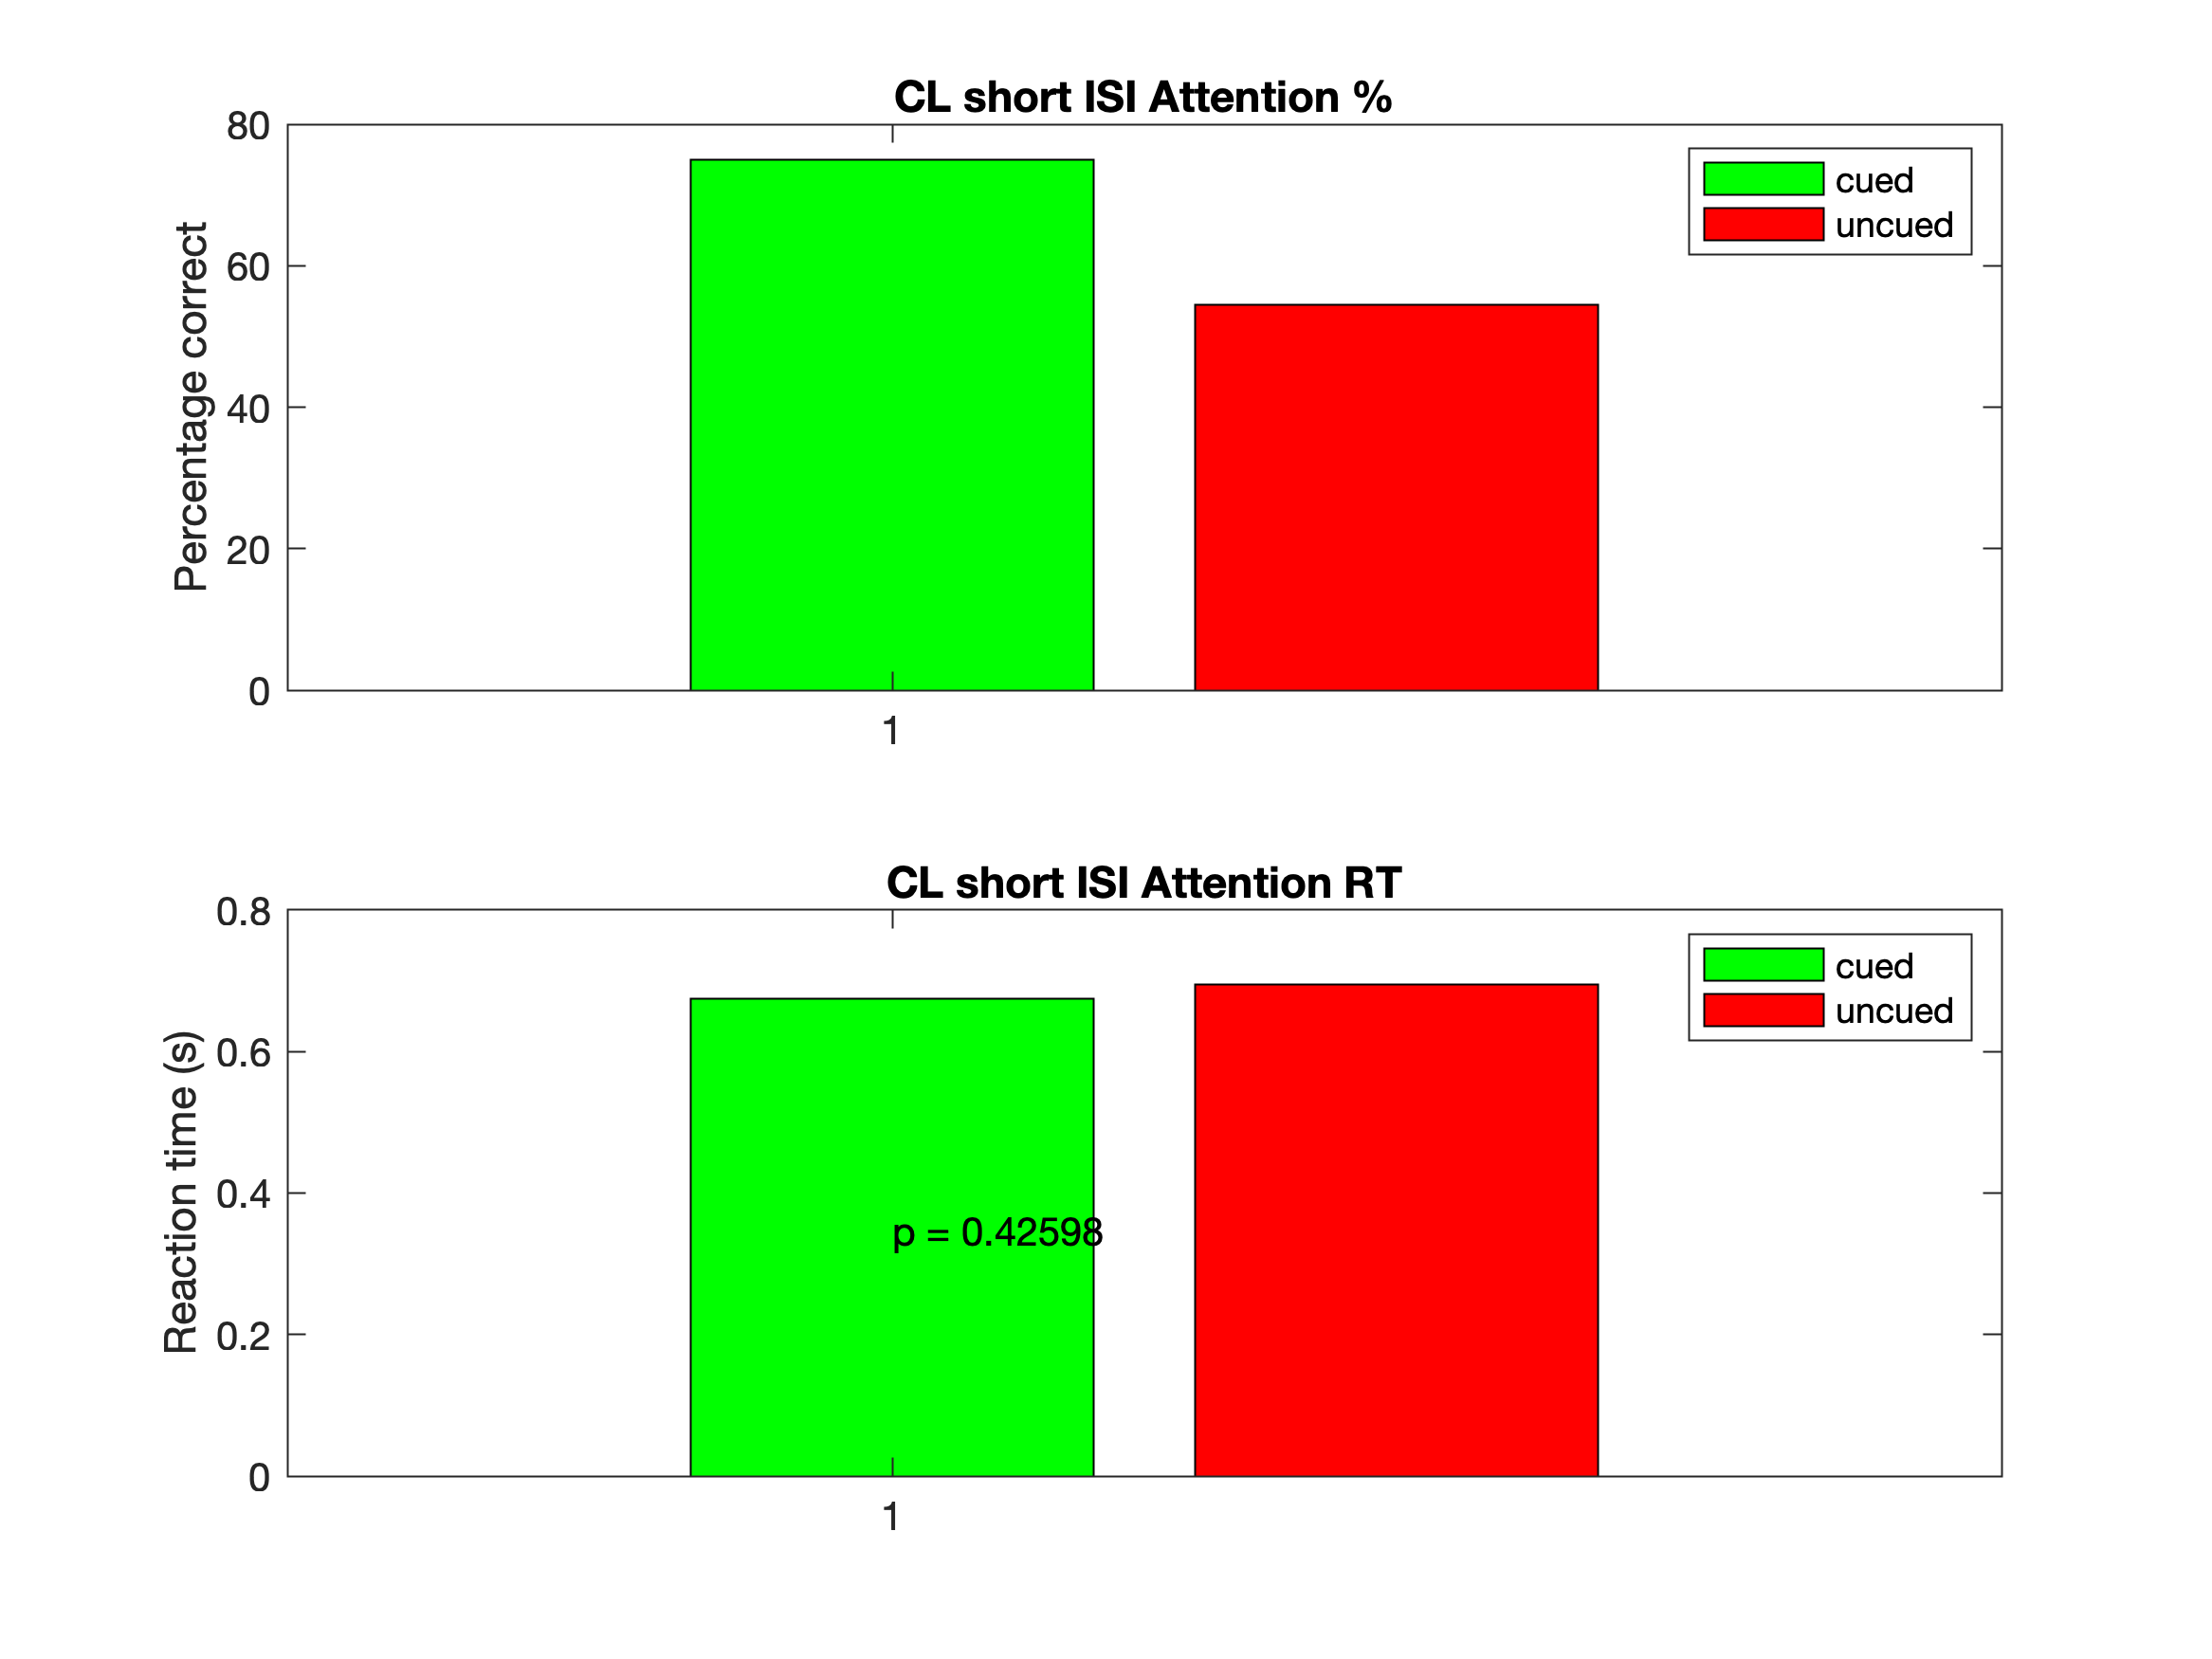 CL short ISI Attention %
80
60
40
20
0
Percentage correct
cued
uncued
1
CL short ISI Attention RT
0.8
0.6
0.4
0.2
0
Reaction time (s)
cued
uncued
p = 0.42598
1